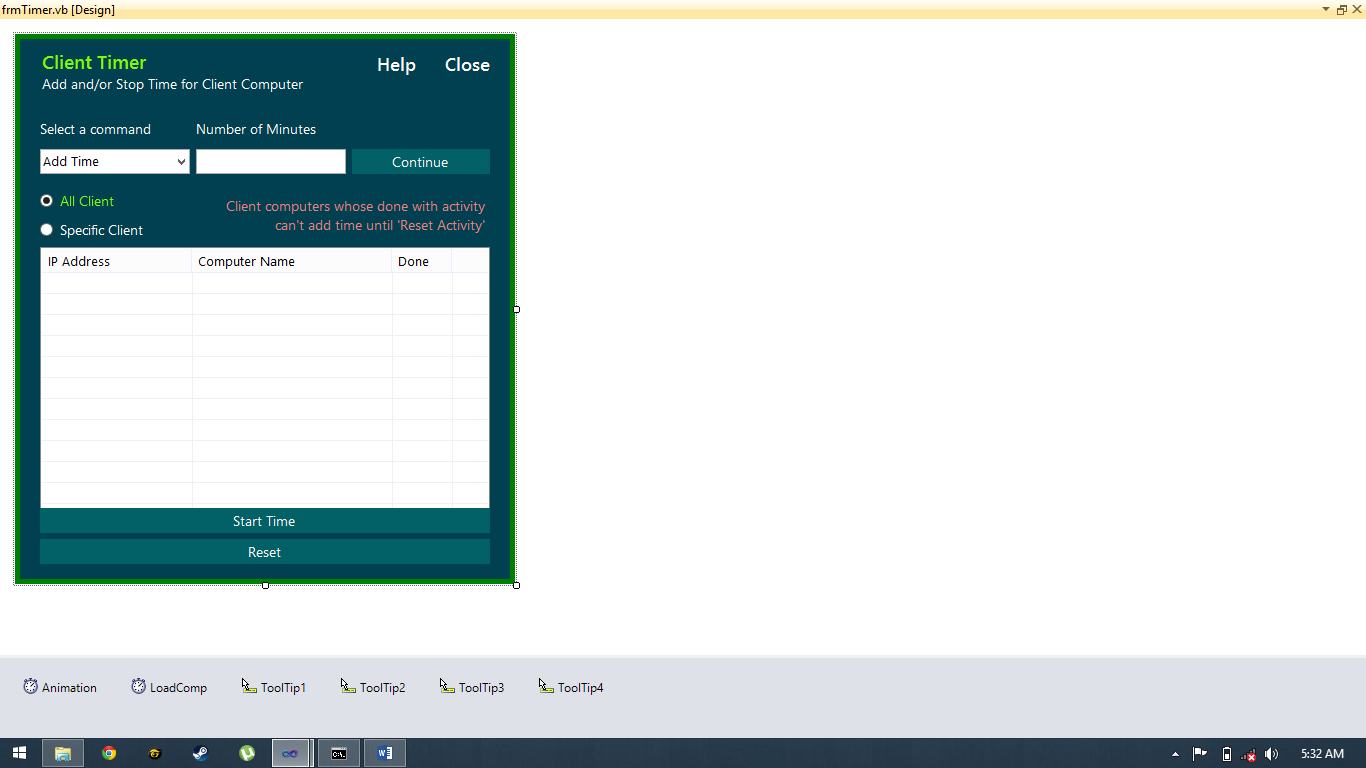 frmTimer.vb [Design]
Client Timer
Help
Close
Add and/or Stop Time for Client Computer
Select a command
Number of Minutes
Add Time
Continue
All Client
Client computers whose done with activity
can't add time until 'Reset Activity'
Specific Client
IP Address
Computer Name
Done
Start Time
Reset
Animation
LoadComp
ToolTip1
ToolTip2
ToolTip3
ToolTip4
5:32 AM